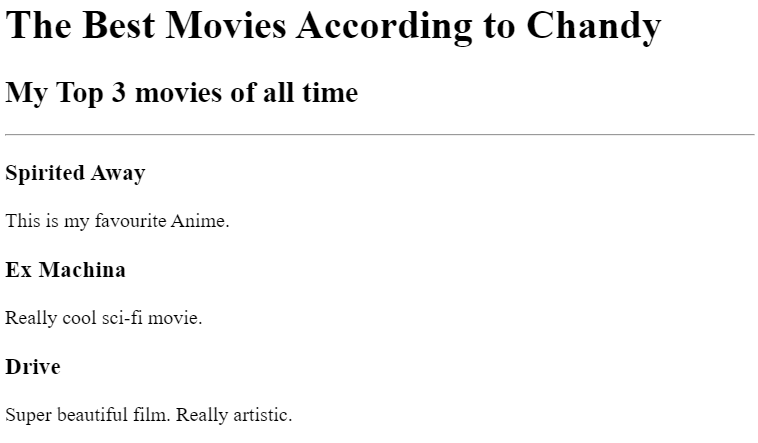 The Best Movies According to Chandy
My Top 3 movies of all time
Spirited Away
This is my favourite Anime.
Ex Machina
Really cool sci-fi movie.
Drive
Super beautiful film. Really artistic.